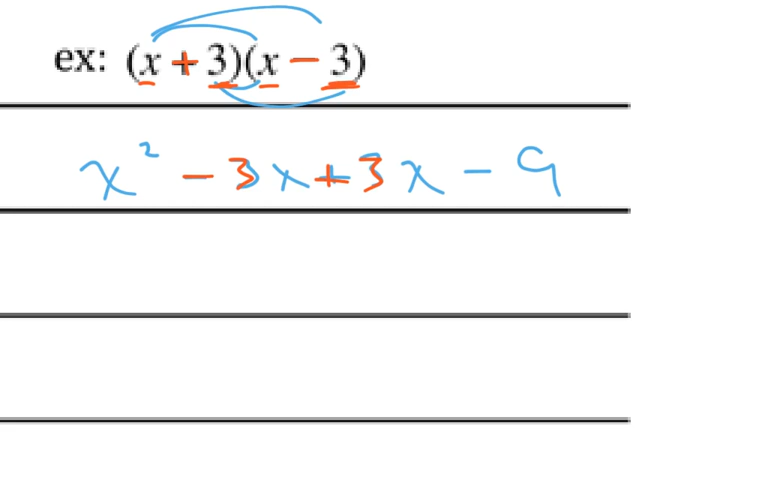 ex: (x + 3)(x − 3)
x² − 3x + 3x − 9